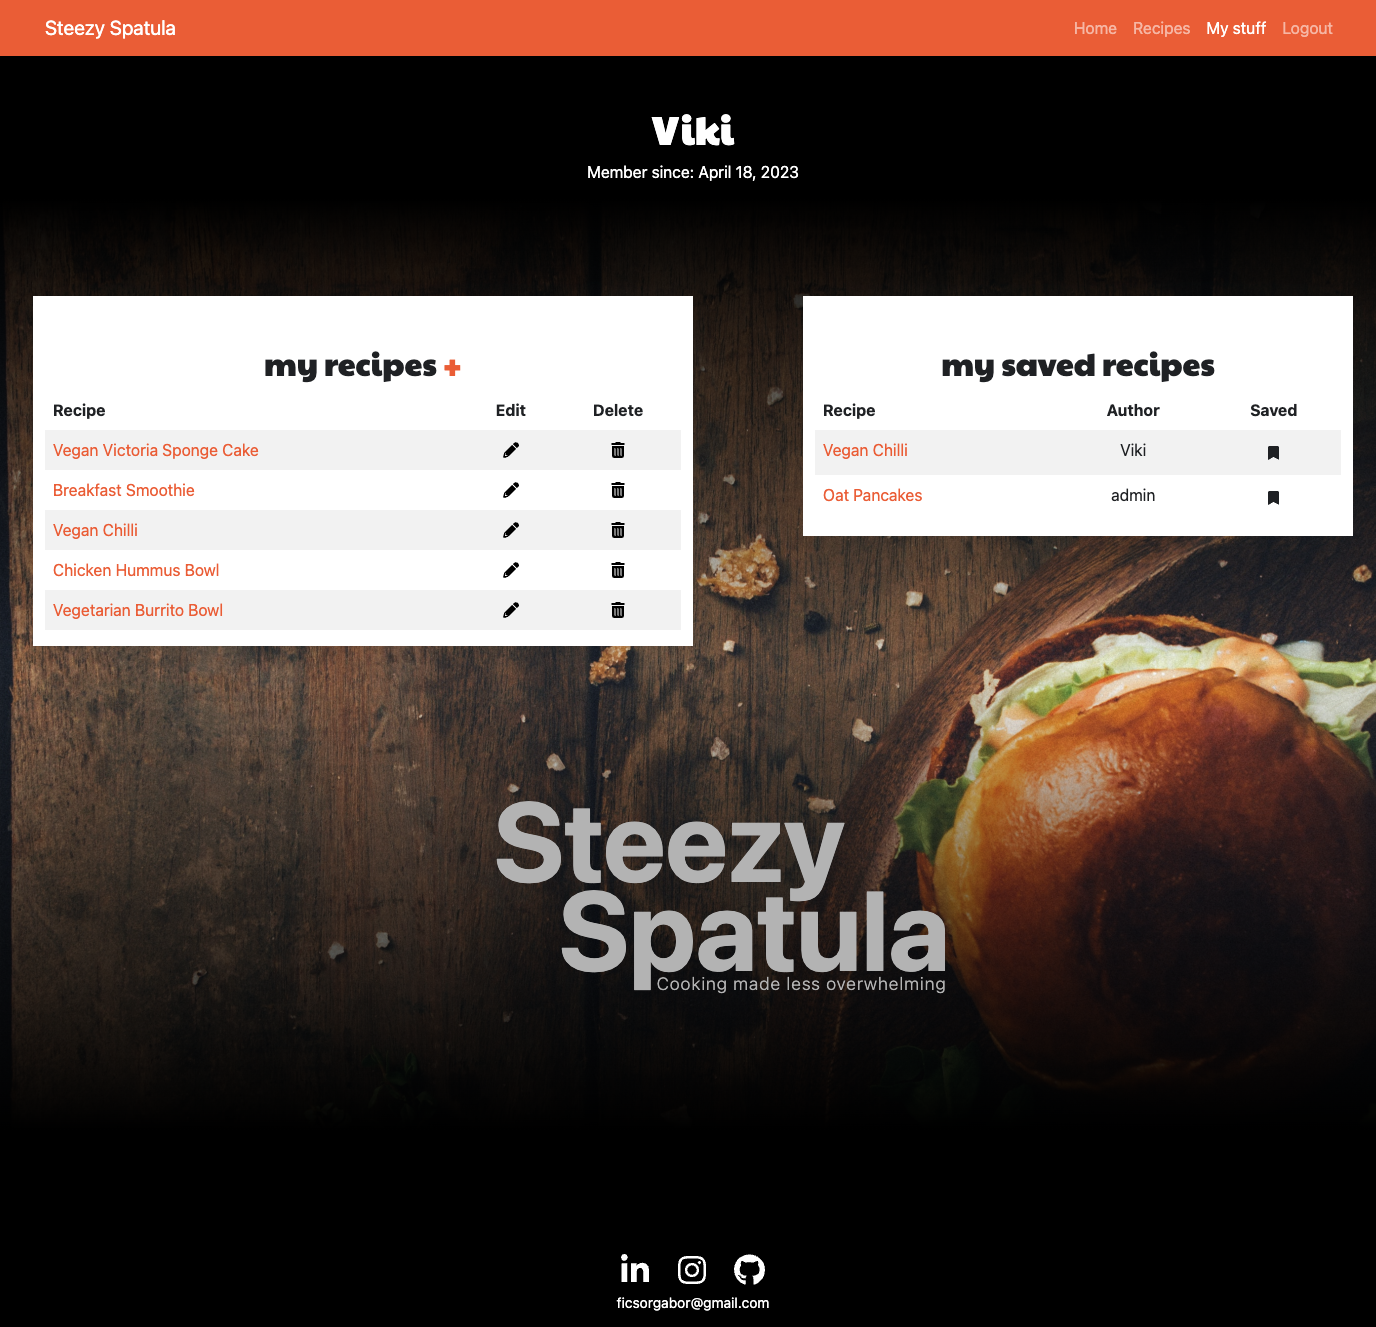 Steezy Spatula
Home Recipes My stuff Logout
Viki
Member since: April 18, 2023
my recipes +
Recipe Edit Delete
Vegan Victoria Sponge Cake
Breakfast Smoothie
Vegan Chilli
Chicken Hummus Bowl
Vegetarian Burrito Bowl
my saved recipes
Recipe Author Saved
Vegan Chilli Viki
Oat Pancakes admin
Steezy
Spatula
Cooking made less overwhelming
in
ficsorgabor@gmail.com